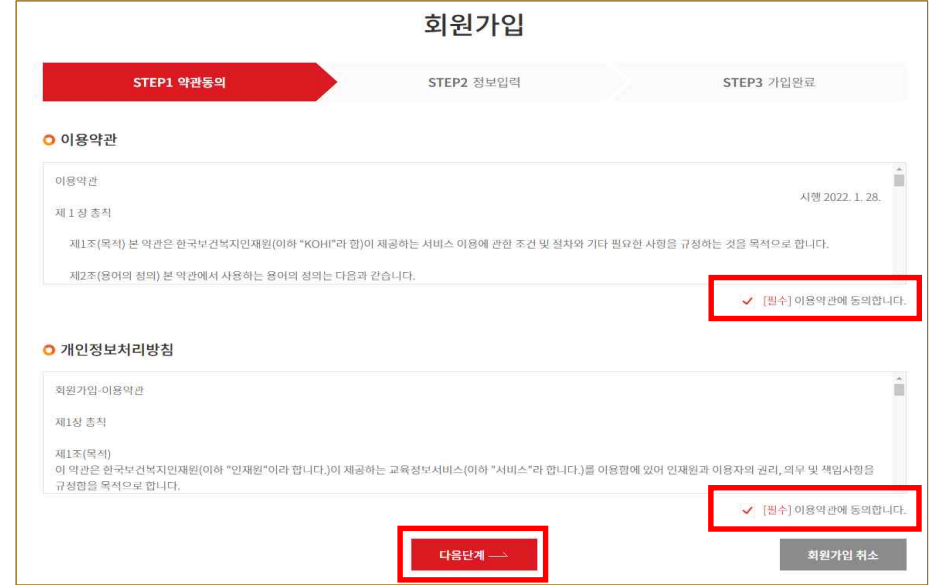 회원가입
STEP1 약관동의
STEP2 정보입력
STEP3 가입완료
이용약관
이용약관
시행 2022. 1. 28.
제 1 장 총칙
제1조(목적) 본 약관은 한국보건복지인재원(이하 "KOHI"라 함)이 제공하는 서비스 이용에 관한 조건 및 절차와 기타 필요한 사항을 규정하는 것을 목적으로 합니다.
제2조(용어의 정의) 본 약관에서 사용하는 용어의 정의는 다음과 같습니다.
[필수] 이용약관에 동의합니다.
개인정보처리방침
회원가입-이용약관
제1장 총칙
제1조(목적)
이 약관은 한국보건복지인재원(이하 "인재원"이라 합니다.)이 제공하는 교육정보서비스(이하 "서비스"라 합니다.)를 이용함에 있어 인재원과 이용자의 권리, 의무 및 책임사항을
규정함을 목적으로 합니다.
[필수] 이용약관에 동의합니다.
다음단계
회원가입 취소